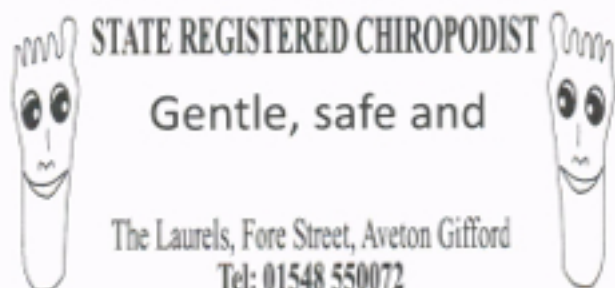 STATE REGISTERED CHIROPODIST
Gentle, safe and
The Laurels, Fore Street, Aveton Gifford
Tel: 01548 550072